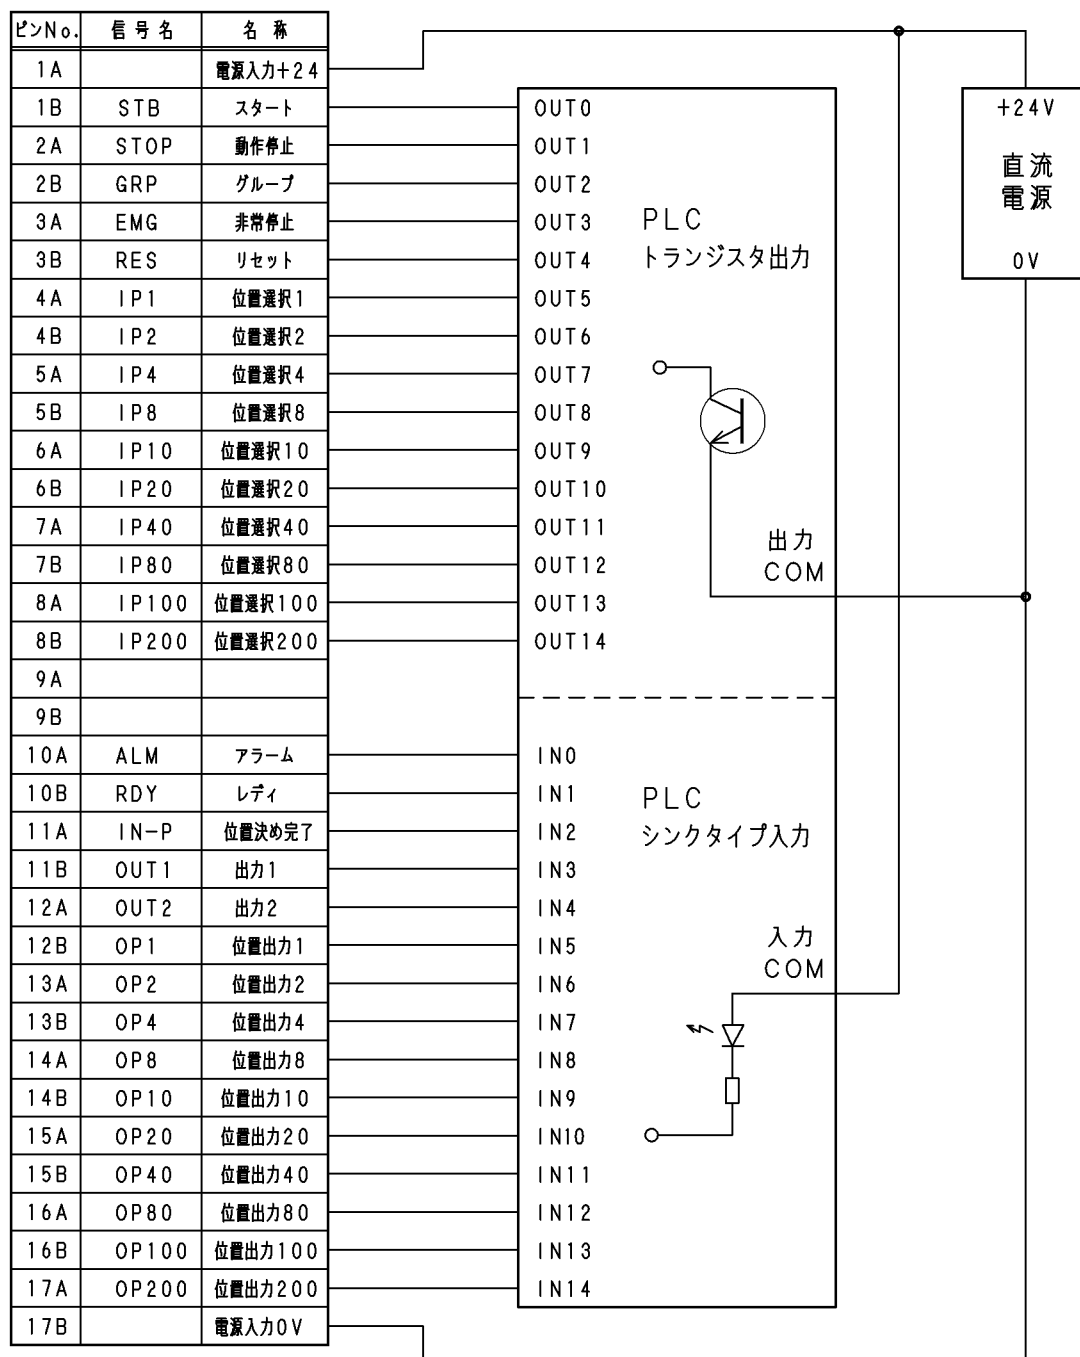 ピンNo. 信号名 名称
1A 電源入力+24
1B STB スタート OUT0
2A STOP 動作停止 OUT1
2B GRP グループ OUT2
3A EMG 非常停止 OUT3
3B RES リセット OUT4
4A IP1 位置選択1 OUT5
4B IP2 位置選択2 OUT6
5A IP4 位置選択4 OUT7
5B IP8 位置選択8 OUT8
6A IP10 位置選択10 OUT9
6B IP20 位置選択20 OUT10
7A IP40 位置選択40 OUT11
7B IP80 位置選択80 OUT12
8A IP100 位置選択100 OUT13
8B IP200 位置選択200 OUT14
9A
9B
10A ALM アラーム IN0
10B RDY レディ IN1
11A IN-P 位置決め完了 IN2
11B OUT1 出力1 IN3
12A OUT2 出力2 IN4
12B OP1 位置出力1 IN5
13A OP2 位置出力2 IN6
13B OP4 位置出力4 IN7
14A OP8 位置出力8 IN8
14B OP10 位置出力10 IN9
15A OP20 位置出力20 IN10
15B OP40 位置出力40 IN11
16A OP80 位置出力80 IN12
16B OP100 位置出力100 IN13
17A OP200 位置出力200 IN14
17B 電源入力0V
PLC
トランジスタ出力
出力
COM
PLC
シンクタイプ入力
入力
COM
+24V
直流
電源
0V